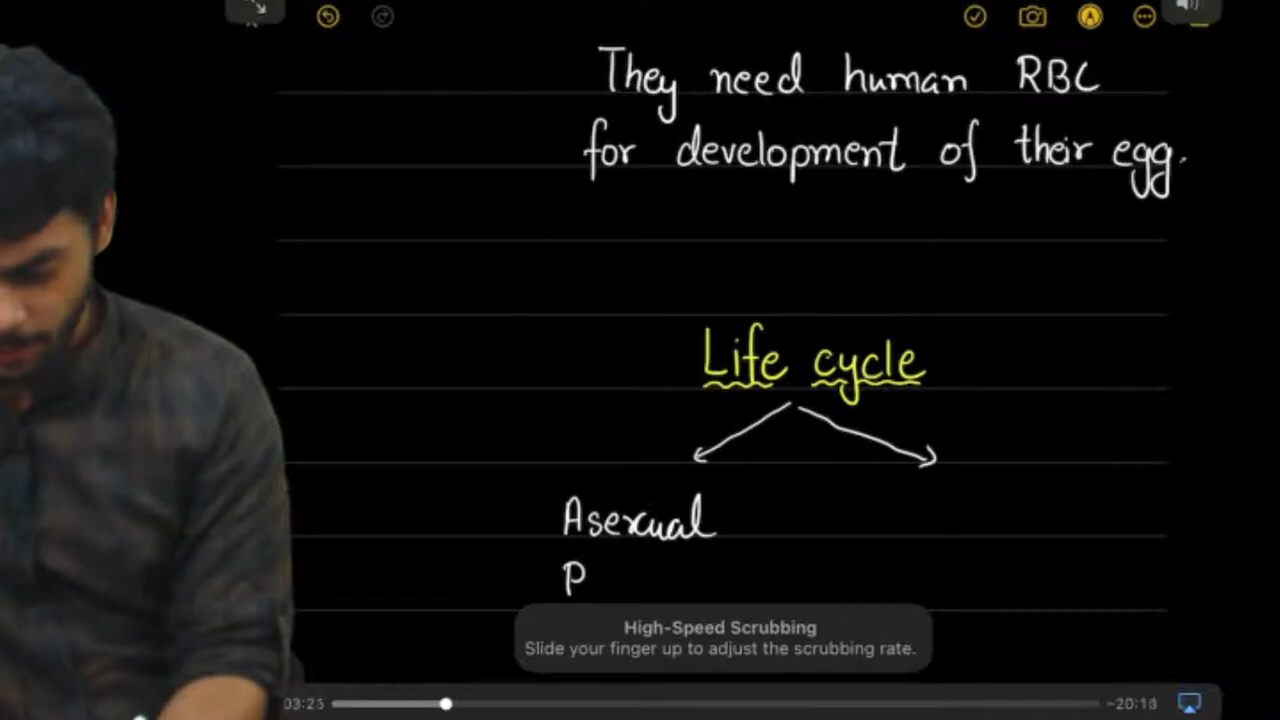 They need human RBC
for development of their egg.
Life cycle
Asexual
P
High-Speed Scrubbing
Slide your finger up to adjust the scrubbing rate.
03:25
-20:18